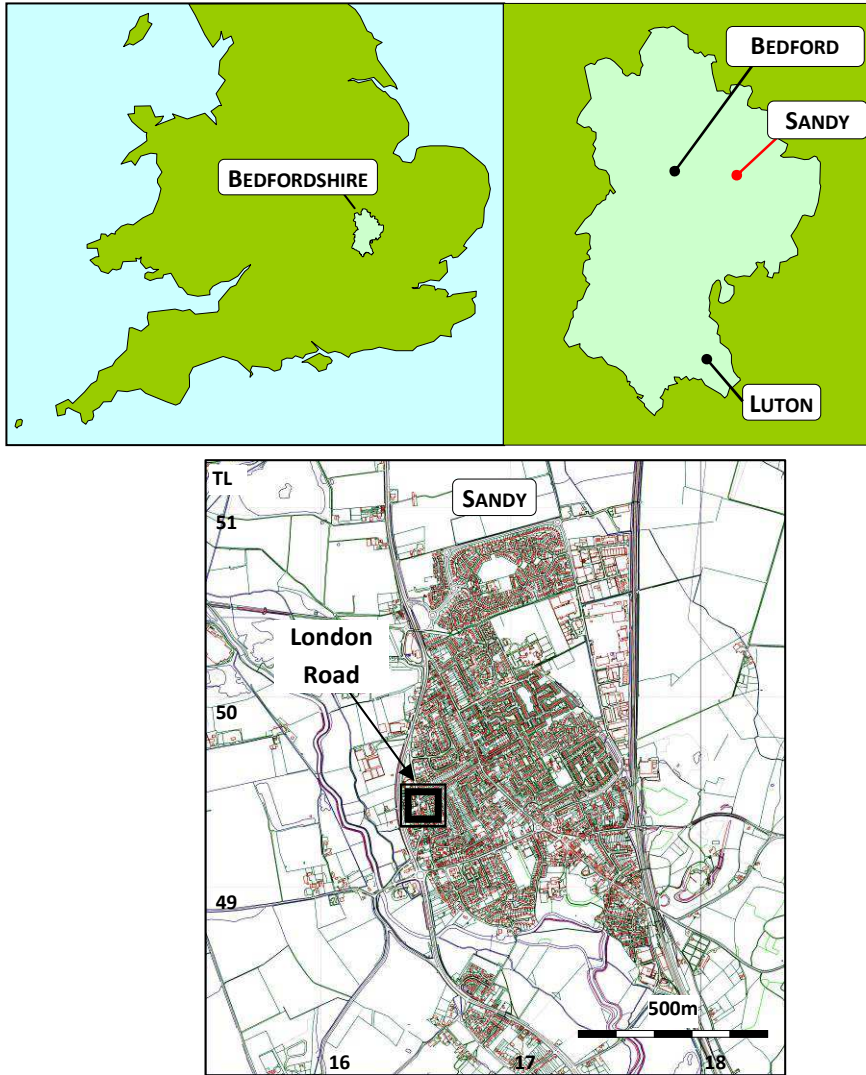 BEDFORDSHIRE
BEDFORD
SANDY
LUTON
TL
SANDY
51
London
Road
50
49
500m
16
17
18